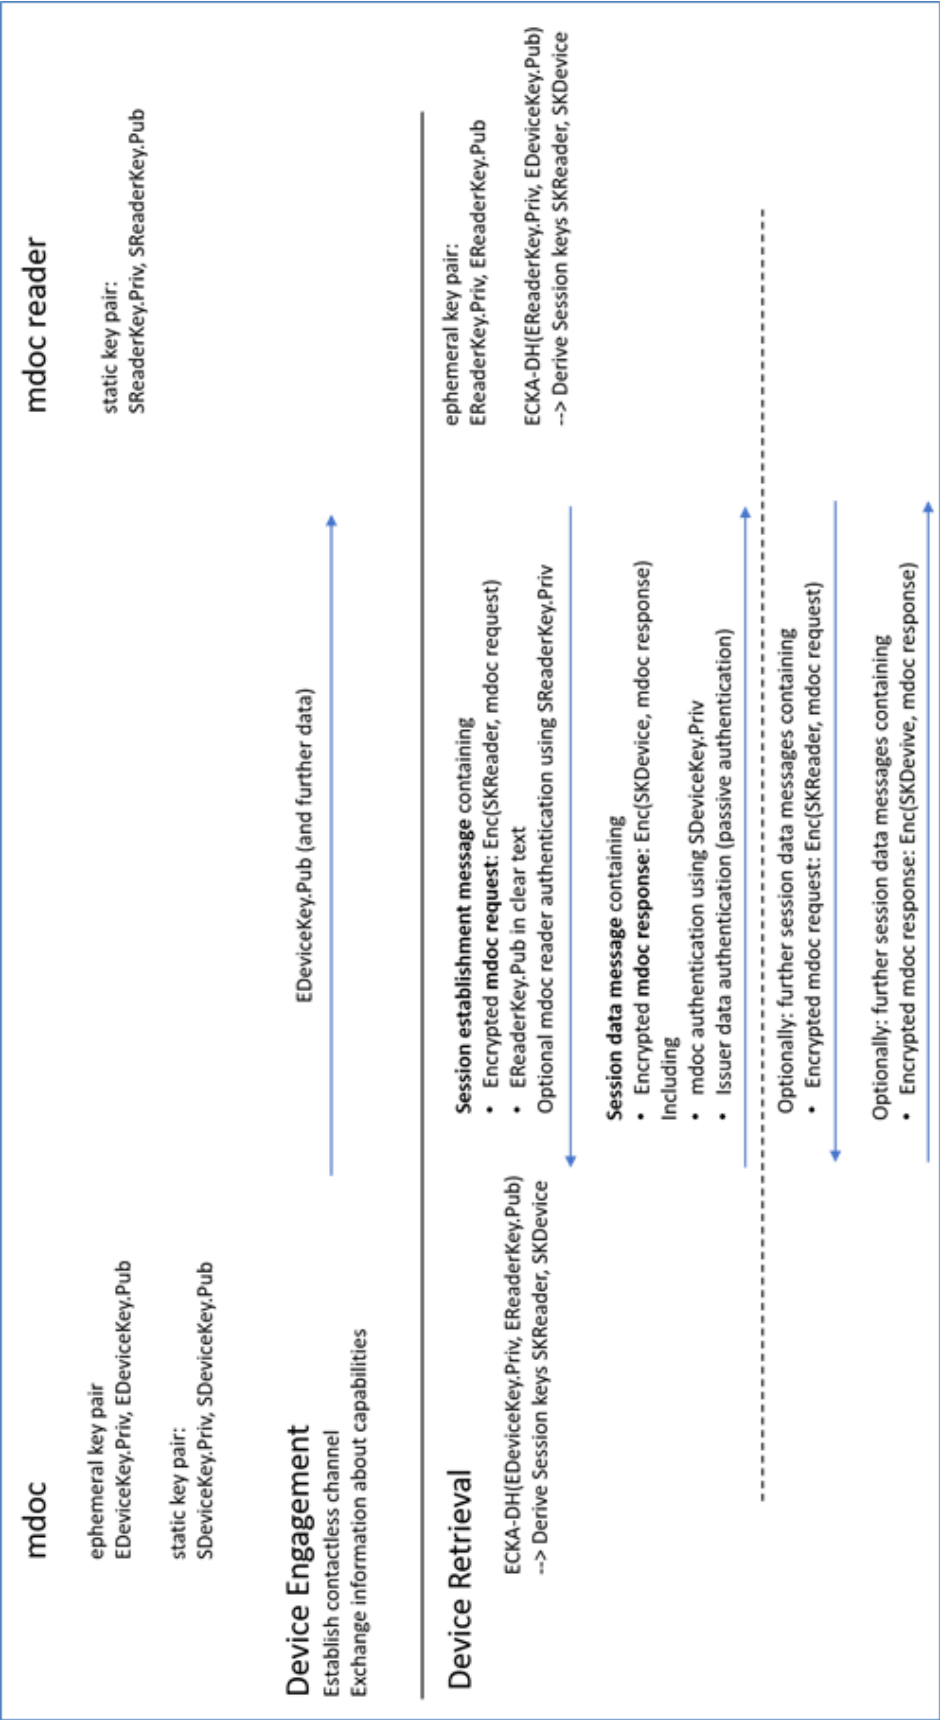 mdoc
mdoc reader
ephemeral key pair
EDeviceKey.Priv, EDeviceKey.Pub
static key pair:
SDeviceKey.Priv, SDeviceKey.Pub
static key pair:
SReaderKey.Priv, SReaderKey.Pub
Device Engagement
Establish contactless channel
Exchange information about capabilities
EDeviceKey.Pub (and further data)
Device Retrieval
ephemeral key pair:
EReaderKey.Priv, EReaderKey.Pub
ECKA-DH(EReaderKey.Priv, EDeviceKey.Pub)
--> Derive Session keys SKReader, SKDevice
Session establishment message containing
• Encrypted mdoc request: Enc(SKReader, mdoc request)
• EReaderKey.Pub in clear text
Optional mdoc reader authentication using SReaderKey.Priv
ECKA-DH(EDeviceKey.Priv, EReaderKey.Pub)
--> Derive Session keys SKReader, SKDevice
Session data message containing
• Encrypted mdoc response: Enc(SKDevice, mdoc response)
Including
• mdoc authentication using SDeviceKey.Priv
• Issuer data authentication (passive authentication)
Optionally: further session data messages containing
• Encrypted mdoc request: Enc(SKReader, mdoc request)
Optionally: further session data messages containing
• Encrypted mdoc response: Enc(SKDevive, mdoc response)